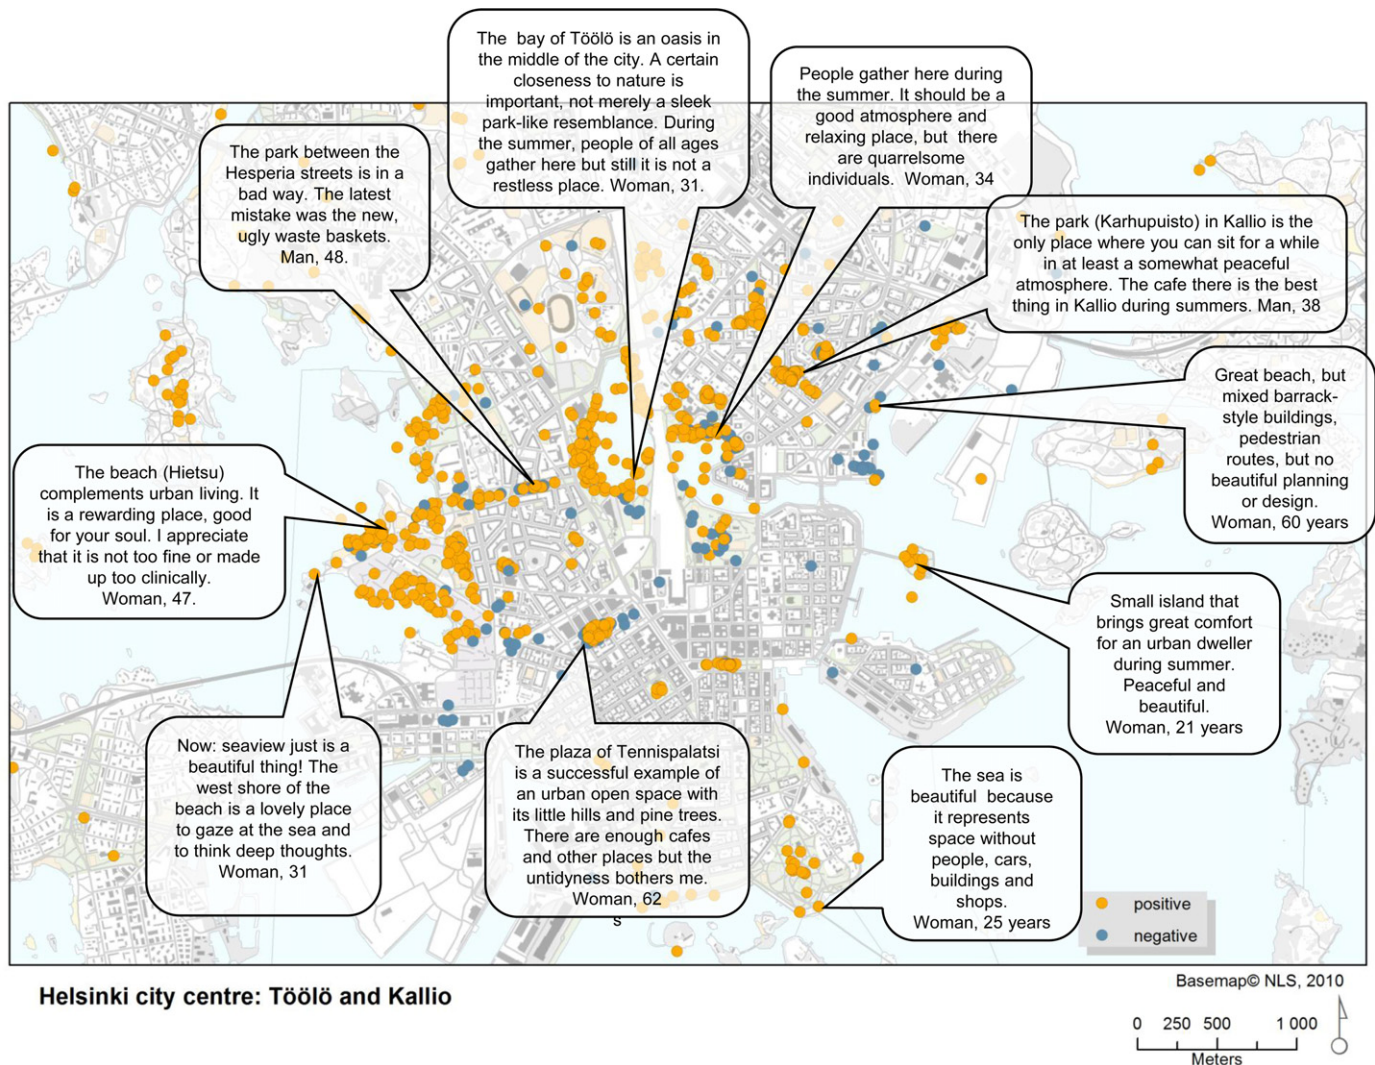 The bay of Töölö is an oasis in
the middle of the city. A certain
closeness to nature is
important, not merely a sleek
park-like resemblance. During
the summer, people of all ages
gather here but still it is not a
restless place. Woman, 31.
People gather here during
the summer. It should be a
good atmosphere and
relaxing place, but there
are quarrelsome
individuals. Woman, 34
The park between the
Hesperia streets is in a
bad way. The latest
mistake was the new,
ugly waste baskets.
Man, 48.
The park (Karhupuisto) in Kallio is the
only place where you can sit for a while
in at least a somewhat peaceful
atmosphere. The cafe there is the best
thing in Kallio during summers. Man, 38
Great beach, but
mixed barrack-
style buildings,
pedestrian
routes, but no
beautiful planning
or design.
Woman, 60 years
The beach (Hietsu)
complements urban living. It
is a rewarding place, good
for your soul. I appreciate
that it is not too fine or made
up too clinically.
Woman, 47.
Small island that
brings great comfort
for an urban dweller
during summer.
Peaceful and
beautiful.
Woman, 21 years
Now: seaview just is a
beautiful thing! The
west shore of the
beach is a lovely place
to gaze at the sea and
to think deep thoughts.
Woman, 31
The plaza of Tennispalatsi
is a successful example of
an urban open space with
its little hills and pine trees.
There are enough cafes
and other places but the
untidyness bothers me.
Woman, 62
s
The sea is
beautiful because
it represents
space without
people, cars,
buildings and
shops.
Woman, 25 years
positive
negative
Helsinki city centre: Töölö and Kallio
Basemap© NLS, 2010
0 250 500 1 000
Meters